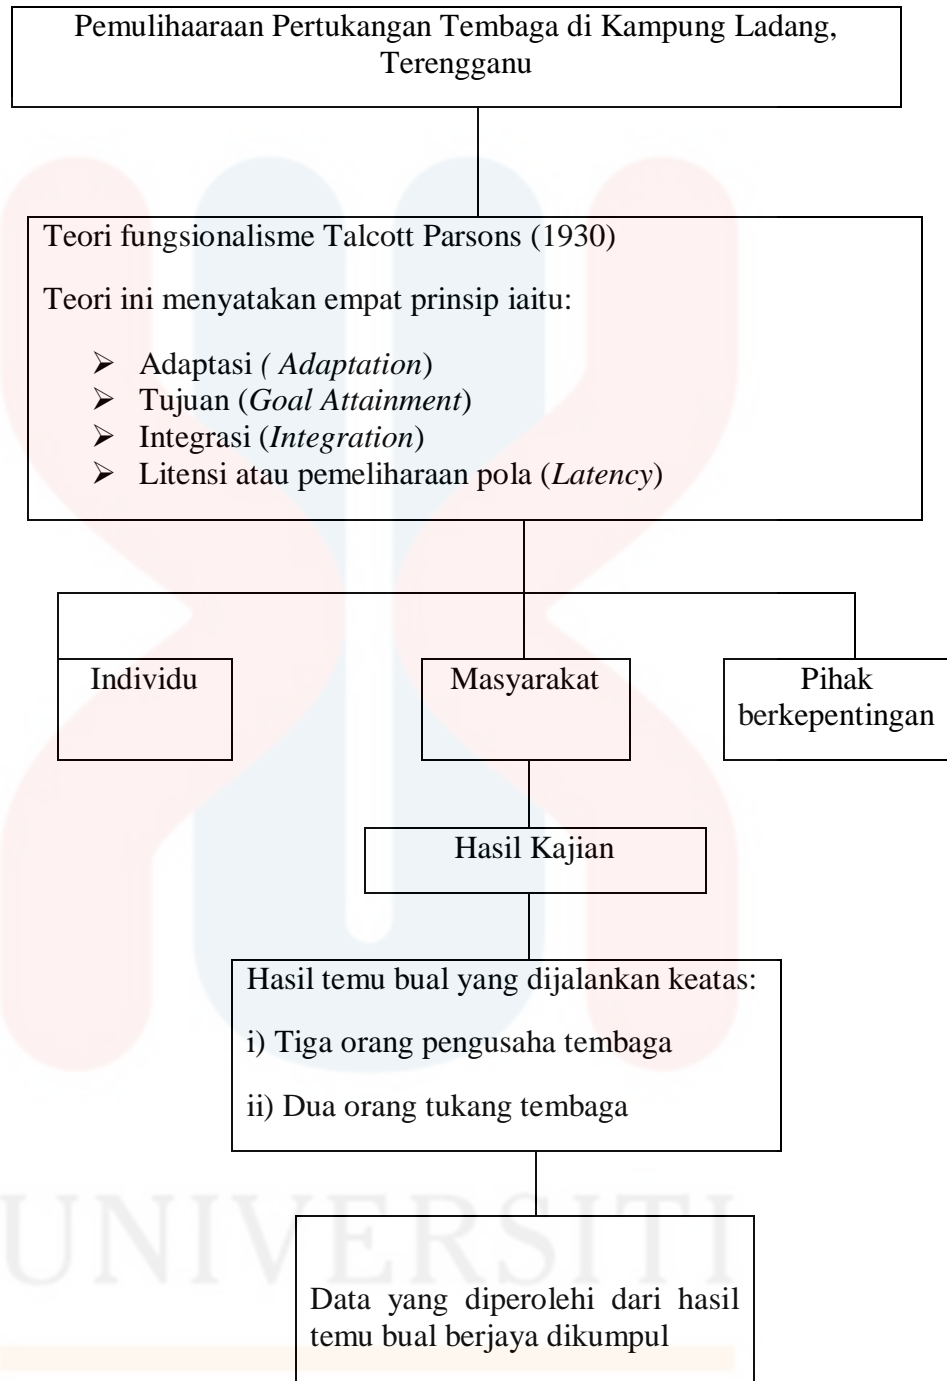 Pemulihaaraan Pertukangan Tembaga di Kampung Ladang,
Terengganu
Teori fungsionalisme Talcott Parsons (1930)
Teori ini menyatakan empat prinsip iaitu:
➢ Adaptasi ( Adaptation)
➢ Tujuan (Goal Attainment)
➢ Integrasi (Integration)
➢ Litensi atau pemeliharaan pola (Latency)
Individu
Masyarakat
Pihak
berkepentingan
Hasil Kajian
Hasil temu bual yang dijalankan keatas:
i) Tiga orang pengusaha tembaga
ii) Dua orang tukang tembaga
UNIVERSITI
Data yang diperolehi dari hasil
temu bual berjaya dikumpul